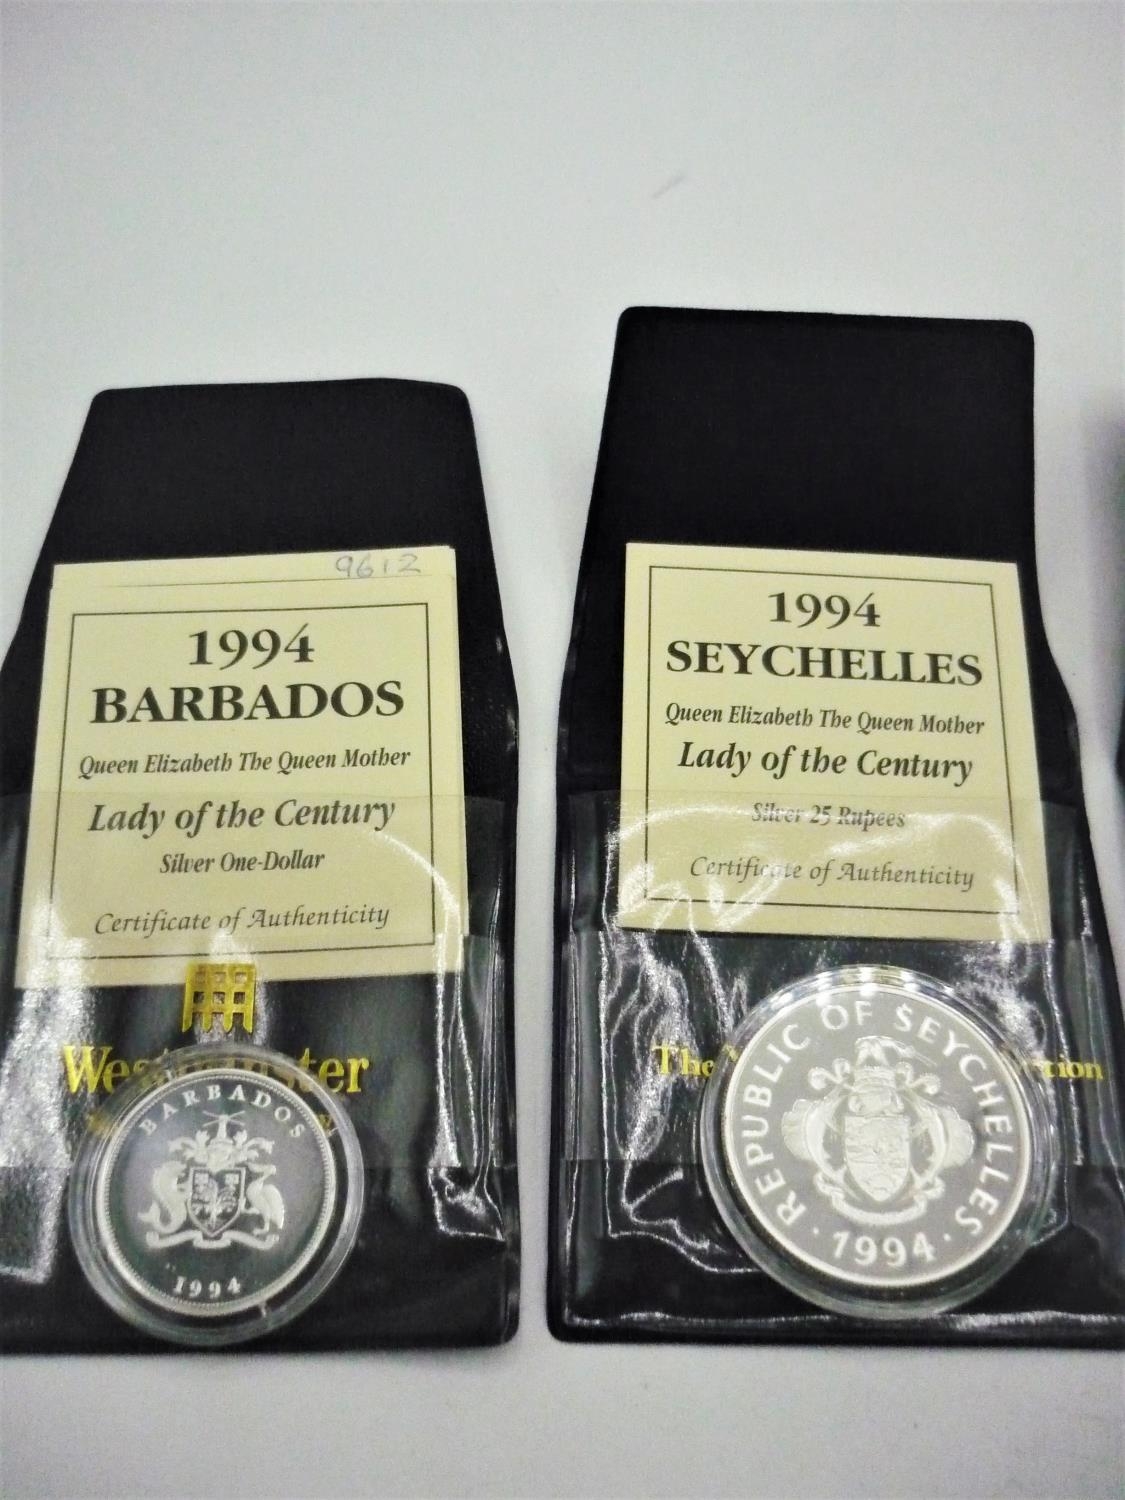 9612
1994
BARBADOS
Queen Elizabeth The Queen Mother
Lady of the Century
Silver One-Dollar
Certificate of Authenticity
Westminster
BARBADOS
1994
1994
SEYCHELLES
Queen Elizabeth The Queen Mother
Lady of the Century
Silver 25 Rupees
Certificate of Authenticity
The
REPUBLIC OF SEYCHELLES
· 1994 ·